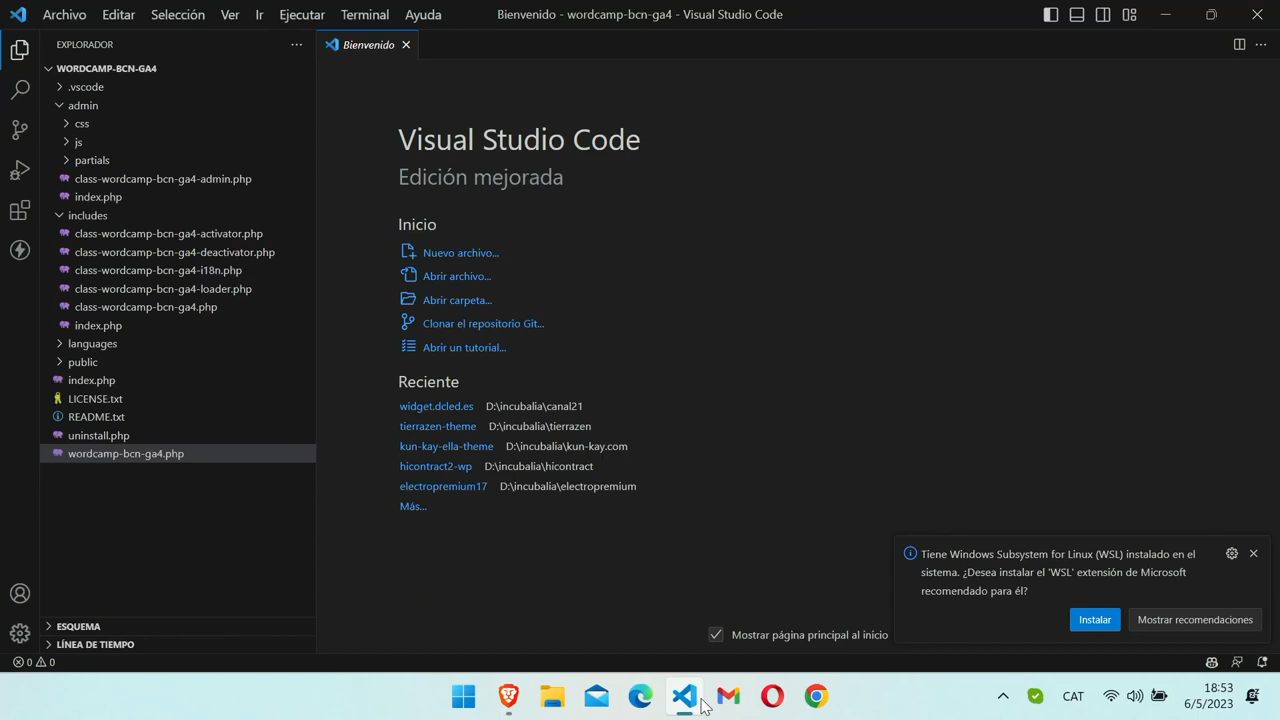 Archivo Editar Selección Ver Ir Ejecutar Terminal Ayuda Bienvenido - wordcamp-bcn-ga4 - Visual Studio Code
EXPLORADOR
Bienvenido
WORDCAMP-BCN-GA4
.vscode
admin
css
js
partials
class-wordcamp-bcn-ga4-admin.php
index.php
includes
class-wordcamp-bcn-ga4-activator.php
class-wordcamp-bcn-ga4-deactivator.php
class-wordcamp-bcn-ga4-i18n.php
class-wordcamp-bcn-ga4-loader.php
class-wordcamp-bcn-ga4.php
index.php
languages
public
index.php
LICENSE.txt
README.txt
uninstall.php
wordcamp-bcn-ga4.php
ESQUEMA
LÍNEA DE TIEMPO
Visual Studio Code
Edición mejorada
Inicio
Nuevo archivo...
Abrir archivo...
Abrir carpeta...
Clonar el repositorio Git...
Abrir un tutorial...
Reciente
widget.dcled.es D:\incubalia\canal21
tierrazen-theme D:\incubalia\tierrazen
kun-kay-ella-theme D:\incubalia\kun-kay.com
hicontract2-wp D:\incubalia\hicontract
electropremium17 D:\incubalia\electropremium
Más...
Mostrar página principal al inicio
Tiene Windows Subsystem for Linux (WSL) instalado en el
sistema. ¿Desea instalar el 'WSL' extensión de Microsoft
recomendado para él?
Instalar Mostrar recomendaciones
0 0
CAT
18:53
6/5/2023